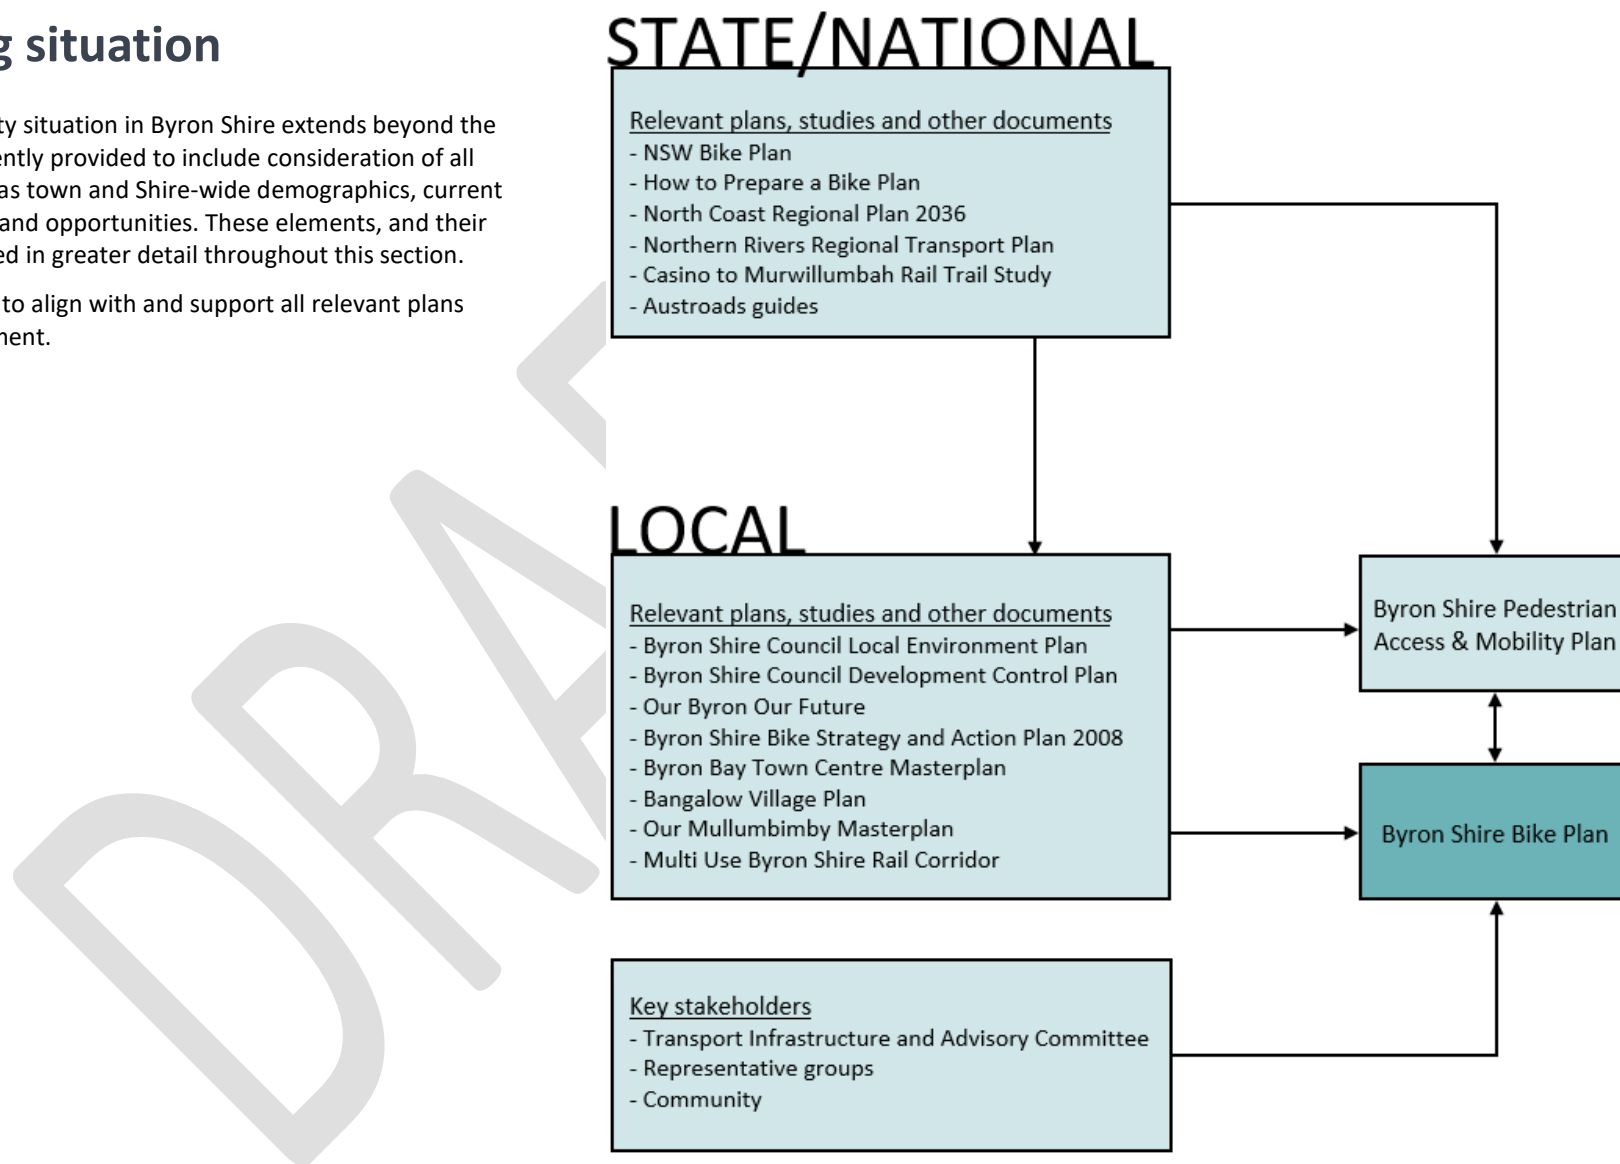 g situation
ty situation in Byron Shire extends beyond the
ently provided to include consideration of all
as town and Shire-wide demographics, current
and opportunities. These elements, and their
ed in greater detail throughout this section.
to align with and support all relevant plans
ment.
STATE/NATIONAL
Relevant plans, studies and other documents
- NSW Bike Plan
- How to Prepare a Bike Plan
- North Coast Regional Plan 2036
- Northern Rivers Regional Transport Plan
- Casino to Murwillumbah Rail Trail Study
- Austroads guides
LOCAL
Relevant plans, studies and other documents
- Byron Shire Council Local Environment Plan
- Byron Shire Council Development Control Plan
- Our Byron Our Future
- Byron Shire Bike Strategy and Action Plan 2008
- Byron Bay Town Centre Masterplan
- Bangalow Village Plan
- Our Mullumbimby Masterplan
- Multi Use Byron Shire Rail Corridor
Byron Shire Pedestrian
Access & Mobility Plan
Byron Shire Bike Plan
Key stakeholders
- Transport Infrastructure and Advisory Committee
- Representative groups
- Community
DRA